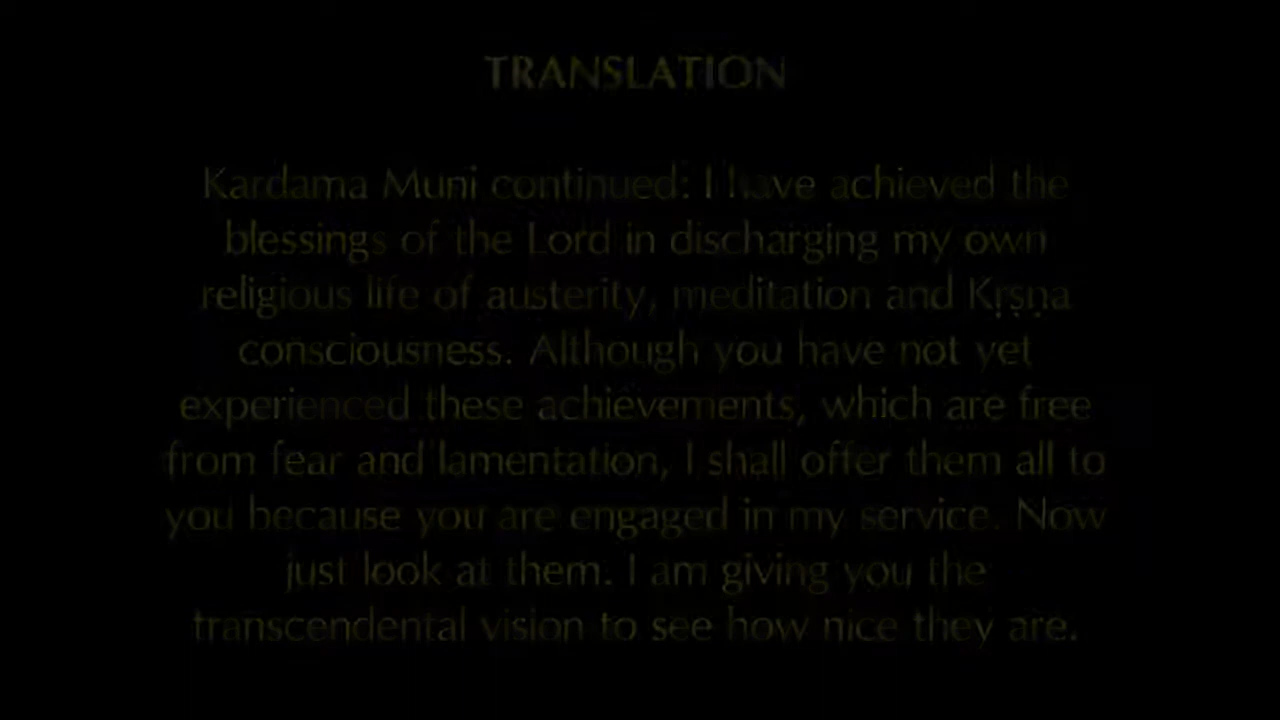 TRANSLATION
Kardama Muni continued: I have achieved the
blessings of the Lord in discharging my own
religious life of austerity, meditation and Kṛṣṇa
consciousness. Although you have not yet
experienced these achievements, which are free
from fear and lamentation, I shall offer them all to
you because you are engaged in my service. Now
just look at them. I am giving you the
transcendental vision to see how nice they are.